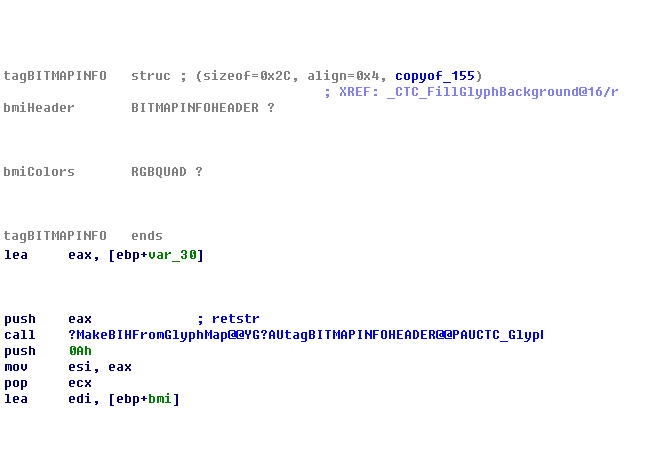 tagBITMAPINFO struc ; (sizeof=0x2C, align=0x4, copyof_155)
; XREF: _CTC_FillGlyphBackground@16/r
bmiHeader BITMAPINFOHEADER ?
bmiColors RGBQUAD ?
tagBITMAPINFO ends
lea eax, [ebp+var_30]
push eax ; retstr
call ?MakeBIHFromGlyphMap@@YG?AUtagBITMAPINFOHEADER@@PAUCTC_Glyp
push 0Ah
mov esi, eax
pop ecx
lea edi, [ebp+bmi]